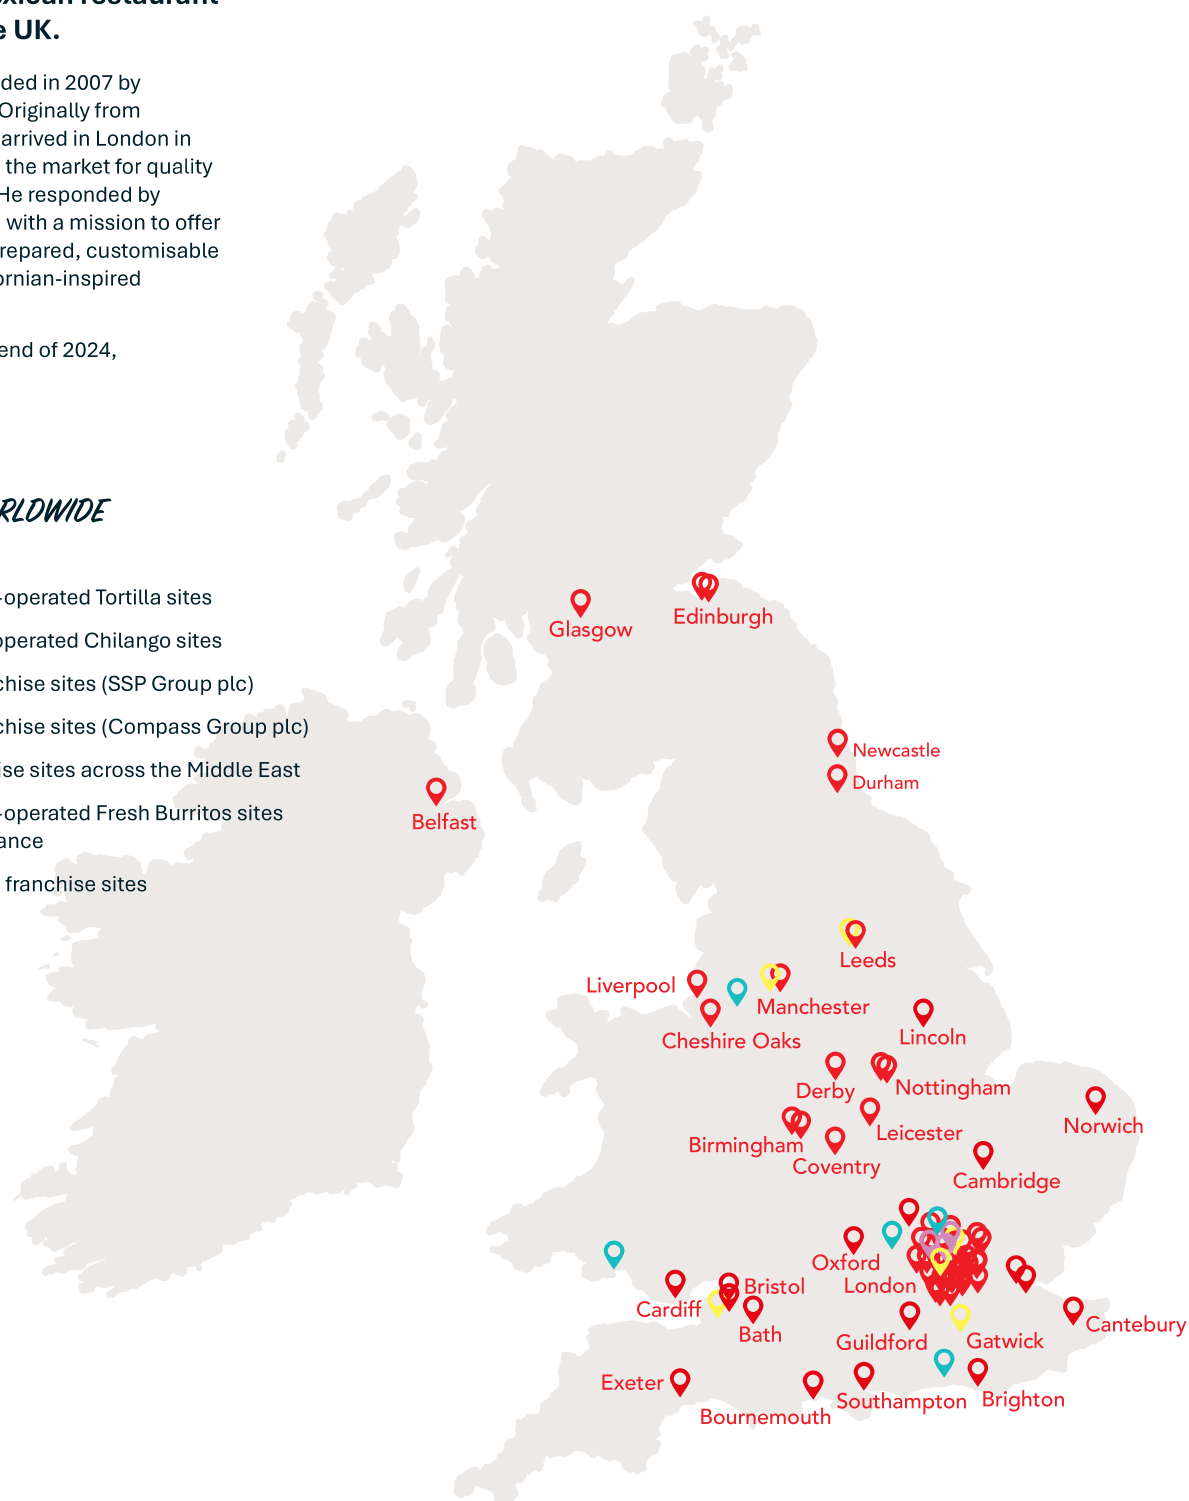 e UK.
ded in 2007 by
Originally from
arrived in London in
the market for quality
He responded by
with a mission to offer
repared, customisable
ornian-inspired
end of 2024,
RLDWIDE
-operated Tortilla sites
operated Chilango sites
chise sites (SSP Group plc)
chise sites (Compass Group plc)
ise sites across the Middle East
-operated Fresh Burritos sites
ance
franchise sites
Glasgow
Edinburgh
Newcastle
Durham
Belfast
Leeds
Liverpool
Manchester
Cheshire Oaks
Lincoln
Derby
Nottingham
Norwich
Leicester
Birmingham
Coventry
Cambridge
Oxford
London
Bristol
Cardiff
Bath
Guildford
Gatwick
Cantebury
Exeter
Southampton
Brighton
Bournemouth